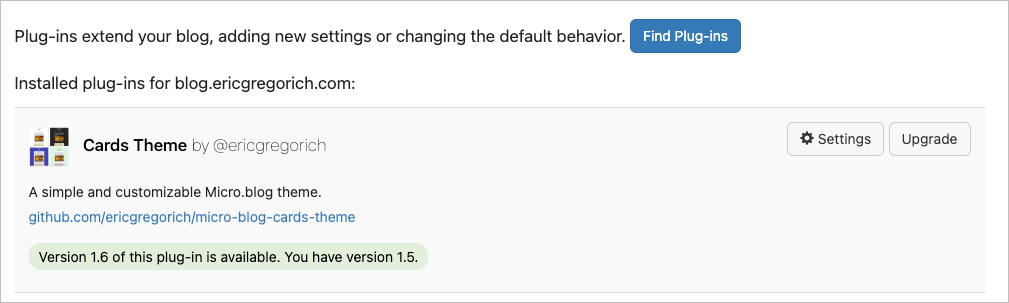 Plug-ins extend your blog, adding new settings or changing the default behavior. Find Plug-ins
Installed plug-ins for blog.ericgregorich.com:
Cards Theme by @ericgregorich Settings Upgrade
A simple and customizable Micro.blog theme.
github.com/ericgregorich/micro-blog-cards-theme
Version 1.6 of this plug-in is available. You have version 1.5.